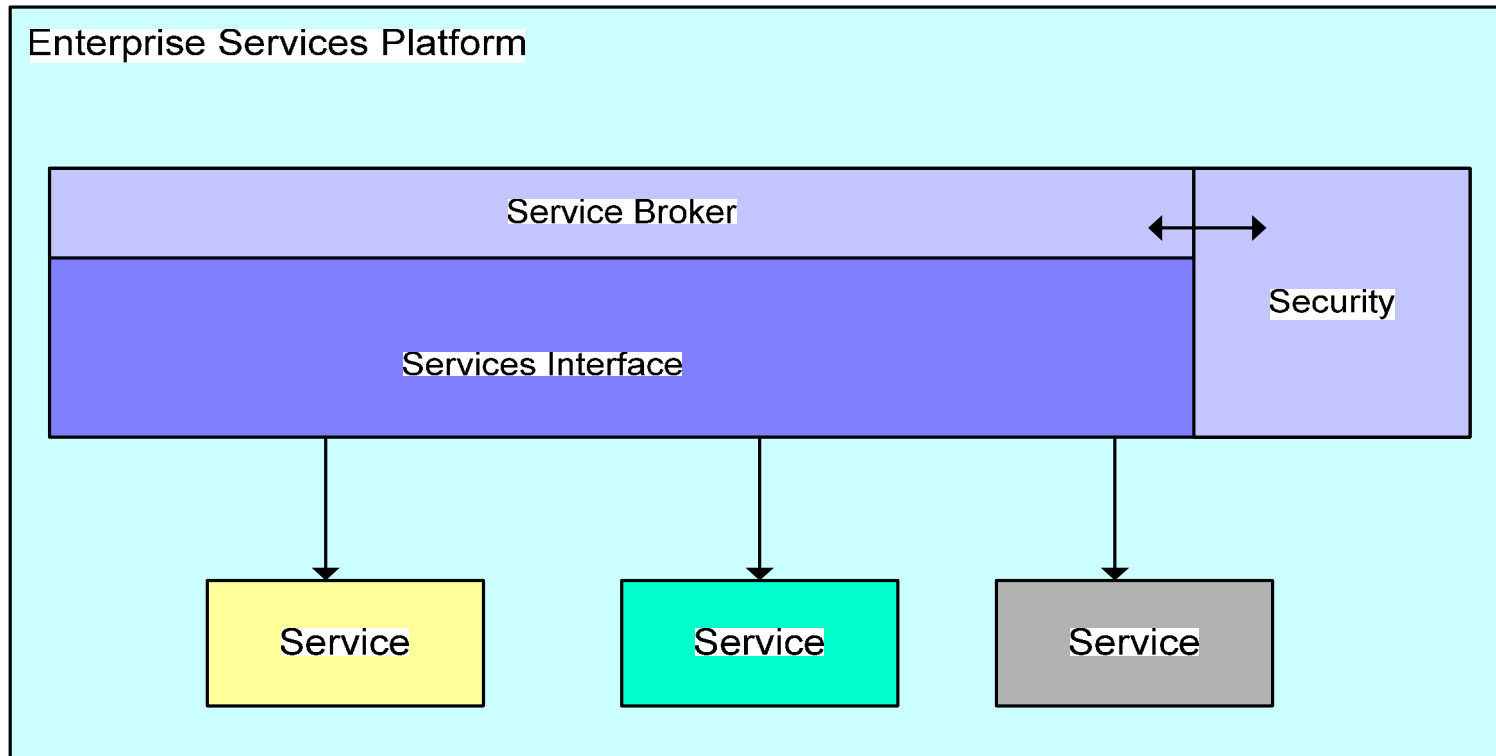 Enterprise Services Platform
Service Broker
Security
Services Interface
Service
Service
Service